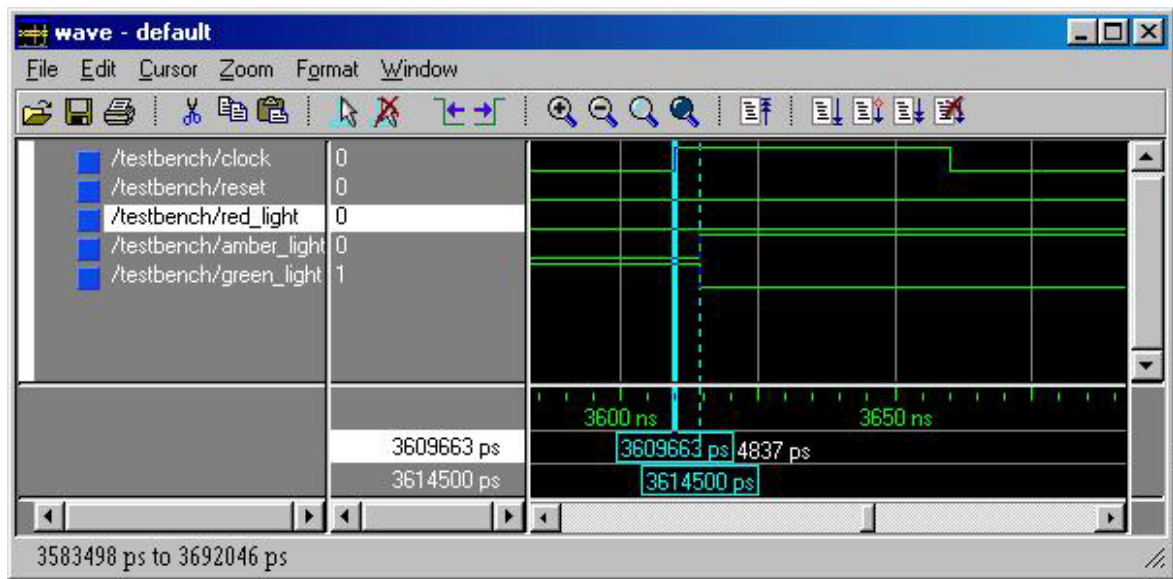 wave - default
File Edit Cursor Zoom Format Window
/testbench/clock 0
/testbench/reset 0
/testbench/red_light 0
/testbench/amber_light 0
/testbench/green_light 1
3600 ns 3650 ns
3609663 ps 3609663 ps 4837 ps
3614500 ps 3614500 ps
3583498 ps to 3692046 ps